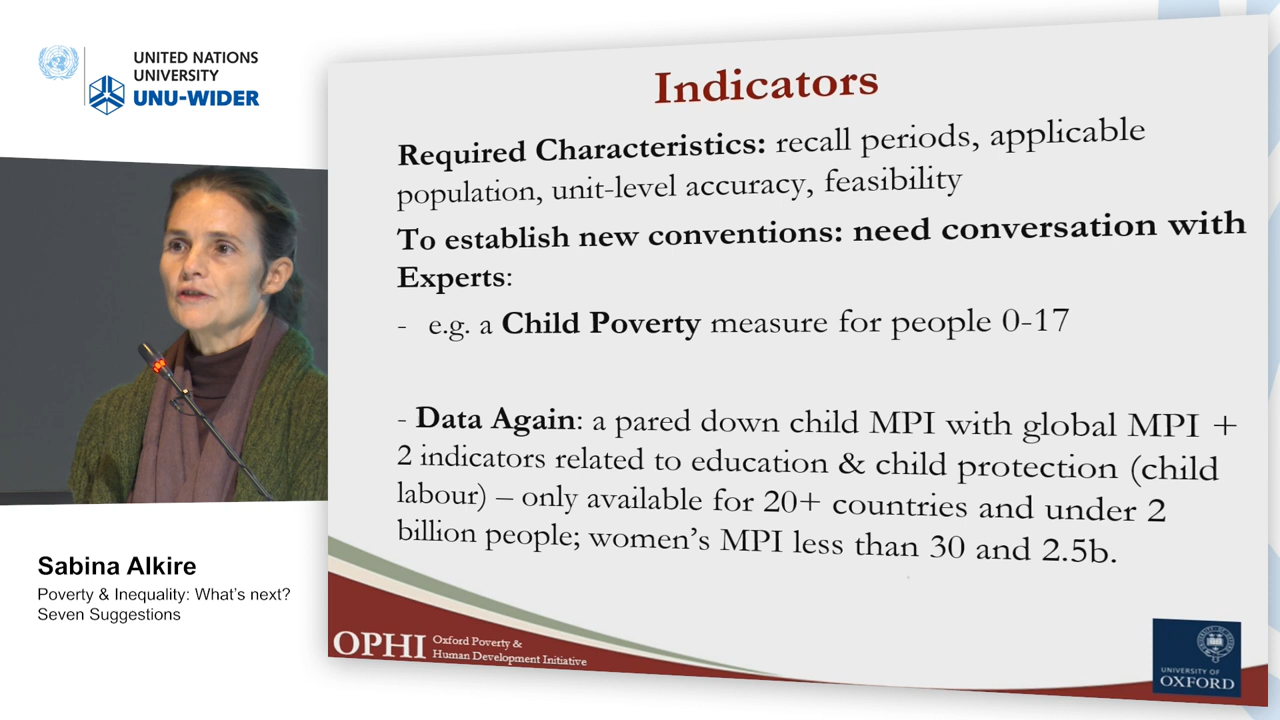 UNITED NATIONS
UNIVERSITY
UNU-WIDER
Indicators
Required Characteristics: recall periods, applicable
population, unit-level accuracy, feasibility
To establish new conventions: need conversation with
Experts:
- e.g. a Child Poverty measure for people 0-17
- Data Again: a pared down child MPI with global MPI +
2 indicators related to education & child protection (child
labour) – only available for 20+ countries and under 2
billion people; women's MPI less than 30 and 2.5b.
Sabina Alkire
Poverty & Inequality: What's next?
Seven Suggestions
OPHI
Oxford Poverty &
Human Development Initiative
UNIVERSITY OF
OXFORD